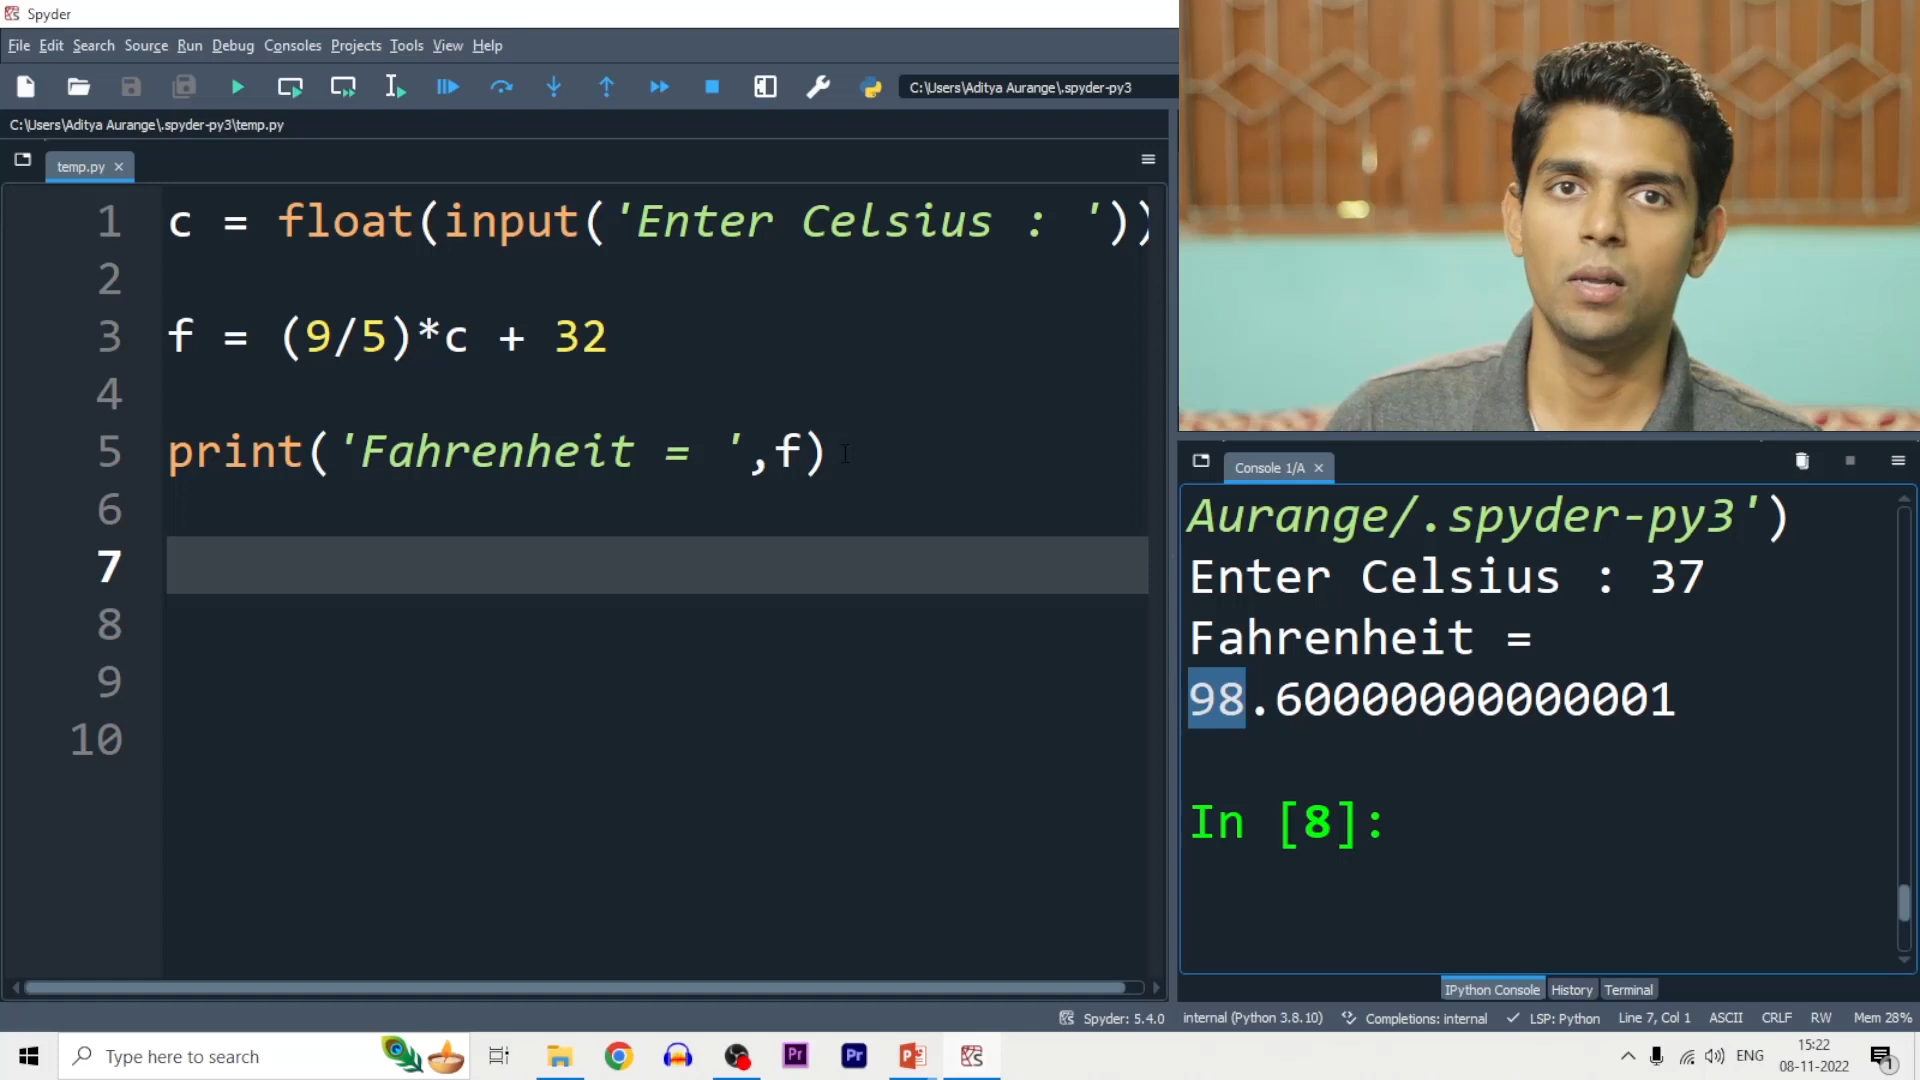 Spyder
File Edit Search Source Run Debug Consoles Projects Tools View Help
C:\Users\Aditya Aurange\.spyder-py3
C:\Users\Aditya Aurange\.spyder-py3\temp.py
temp.py
1 c = float(input('Enter Celsius : '))
2
3 f = (9/5)*c + 32
4
5 print('Fahrenheit = ',f)
6
7
8
9
10
Console 1/A
Aurange/.spyder-py3')
Enter Celsius : 37
Fahrenheit =
98.60000000000001
In [8]:
IPython Console History Terminal
Spyder: 5.4.0 internal (Python 3.8.10) Completions: internal LSP: Python Line 7, Col 1 ASCII CRLF RW Mem 28%
Type here to search
Pr
Pr
ENG
15:22
08-11-2022
1